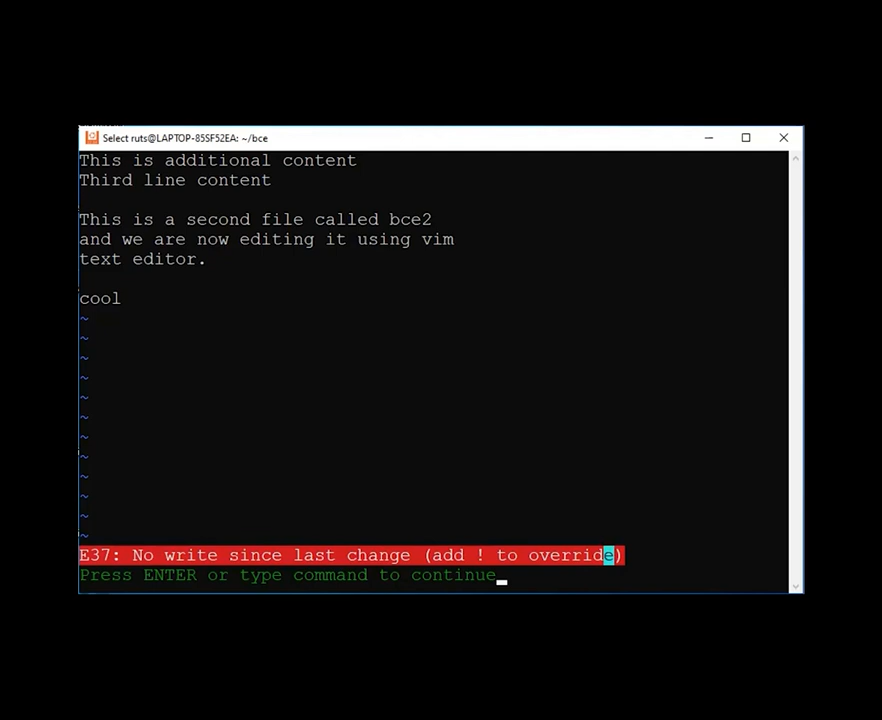 Select ruts@LAPTOP-85SF52EA: ~/bce
This is additional content
Third line content
This is a second file called bce2
and we are now editing it using vim
text editor.
cool
~
~
~
~
~
~
~
~
~
~
~
~
E37: No write since last change (add ! to override)
Press ENTER or type command to continue